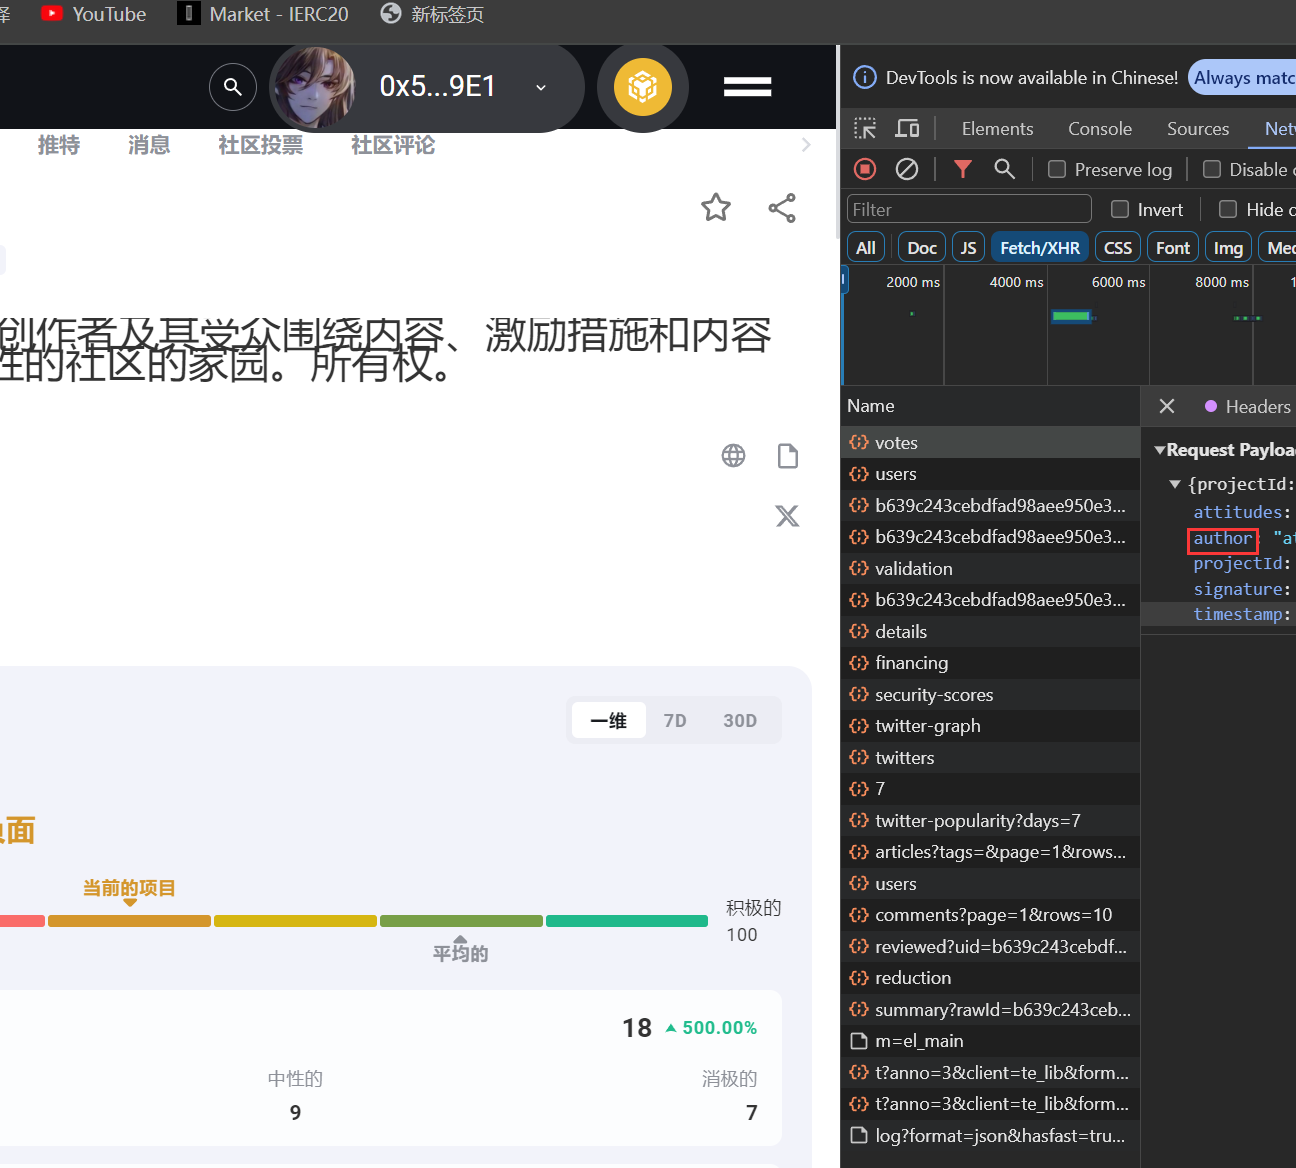 YouTube Market - IERC20 新标签页
0x5...9E1
推特 消息 社区投票 社区评论
创作者及其受众围绕内容、激励措施和内容
性的社区的家园。所有权。
一维 7D 30D
面
当前的项目
积极的
100
平均的
18 500.00%
中性的 消极的
9 7
DevTools is now available in Chinese! Always matc
Elements Console Sources Net
Preserve log Disable c
Filter Invert Hide o
All Doc JS Fetch/XHR CSS Font Img Med
2000 ms 4000 ms 6000 ms 8000 ms 1
Name
votes
users
b639c243cebdfad98aee950e3...
b639c243cebdfad98aee950e3...
validation
b639c243cebdfad98aee950e3...
details
financing
security-scores
twitter-graph
twitters
7
twitter-popularity?days=7
articles?tags=&page=1&rows...
users
comments?page=1&rows=10
reviewed?uid=b639c243cebdf...
reduction
summary?rawId=b639c243ceb...
m=el_main
t?anno=3&client=te_lib&form...
t?anno=3&client=te_lib&form...
log?format=json&hasfast=tru...
Headers
Request Payloa
{projectId:
attitudes:
author: "at
projectId:
signature:
timestamp: